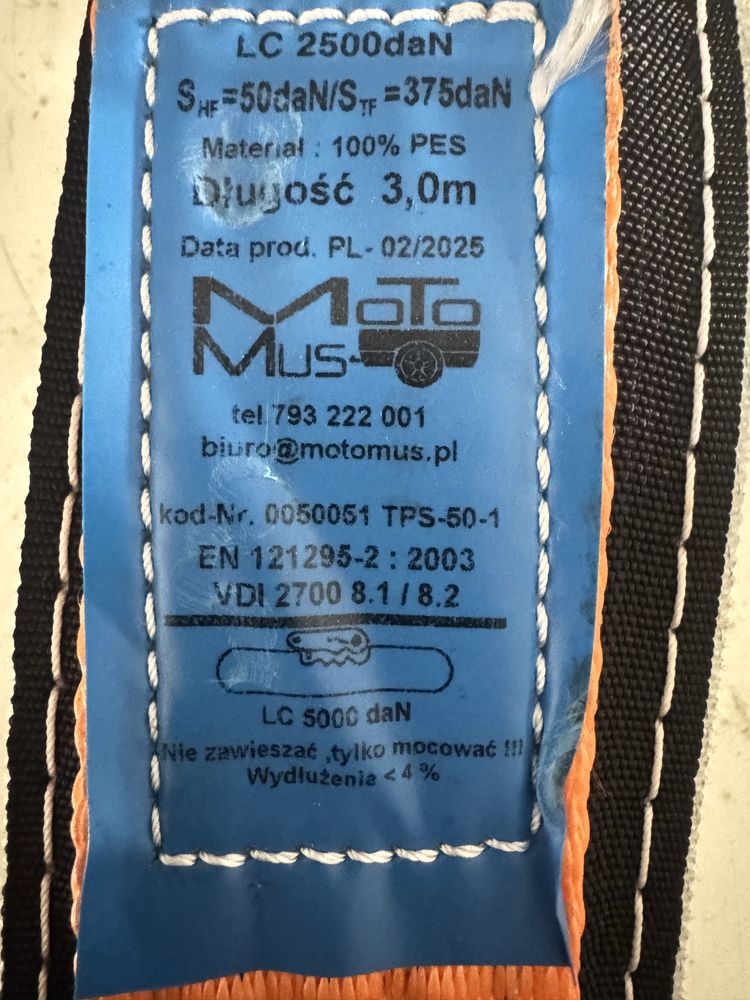 LC 2500daN
SHF=50daN/STF=375daN
Materiał : 100% PES
Długość 3,0m
Data prod. PL- 02/2025
MOTO
MUS
tel.793 222 001
biuro@motomus.pl
kod-Nr. 0050051 TPS-50-1
EN 121295-2 : 2003
VDI 2700 8.1 / 8.2
LC 5000 daN
Nie zawieszać ,tylko mocować !!!
Wydłużenie < 4 %